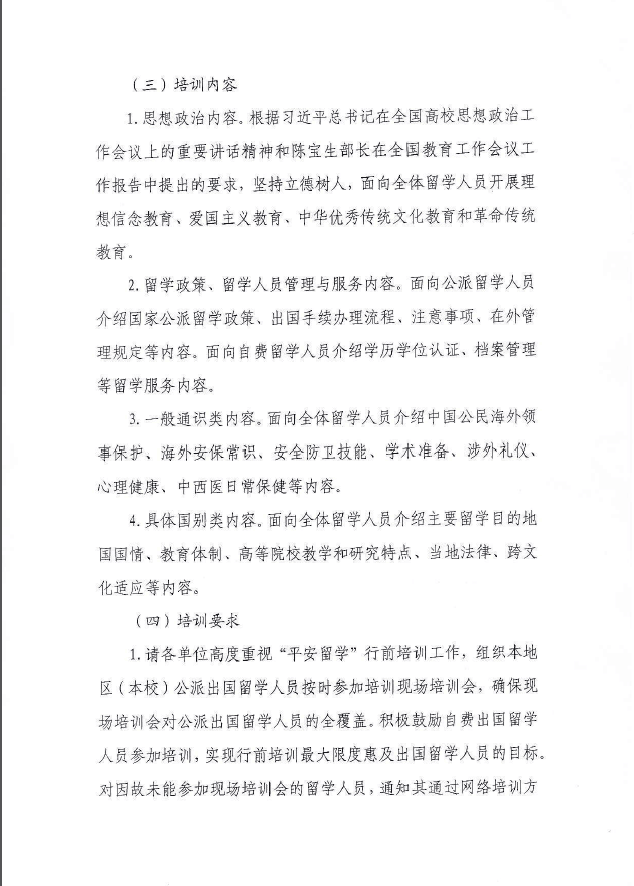 （三）培训内容
1. 思想政治内容。根据习近平总书记在全国高校思想政治工
作会议上的重要讲话精神和陈宝生部长在全国教育工作会议工
作报告中提出的要求，坚持立德树人，面向全体留学人员开展理
想信念教育、爱国主义教育、中华优秀传统文化教育和革命传统
教育。
2. 留学政策、留学人员管理与服务内容。面向公派留学人员
介绍国家公派留学政策、出国手续办理流程、注意事项、在外管
理规定等内容。面向自费留学人员介绍学历学位认证、档案管理
等留学服务内容。
3. 一般通识类内容。面向全体留学人员介绍中国公民海外领
事保护、海外安保常识、安全防卫技能、学术准备、涉外礼仪、
心理健康、中西医日常保健等内容。
4. 具体国别类内容。面向全体留学人员介绍主要留学目的地
国国情、教育体制、高等院校教学和研究特点、当地法律、跨文
化适应等内容。
（四）培训要求
1. 请各单位高度重视“平安留学”行前培训工作，组织本地
区（本校）公派出国留学人员按时参加培训现场培训会，确保现
场培训会对公派出国留学人员的全覆盖。积极鼓励自费出国留学
人员参加培训，实现行前培训最大限度惠及出国留学人员的目标。
对因故未能参加现场培训会的留学人员，通知其通过网络培训方